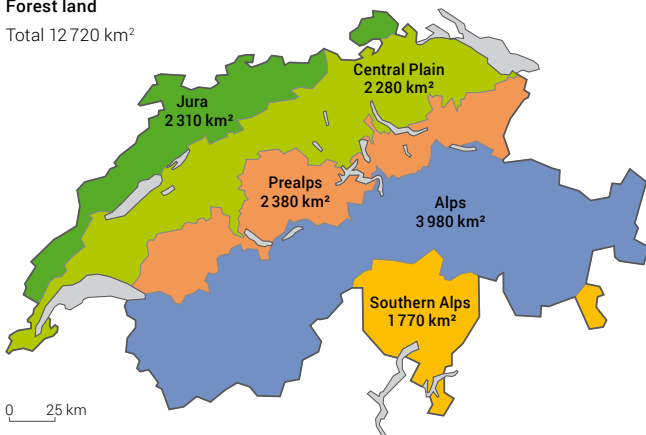 Forest land
Total 12 720 km²
Central Plain
2 280 km²
Jura
2 310 km²
Prealps
2 380 km²
Alps
3 980 km²
Southern Alps
1 770 km²
0 25 km